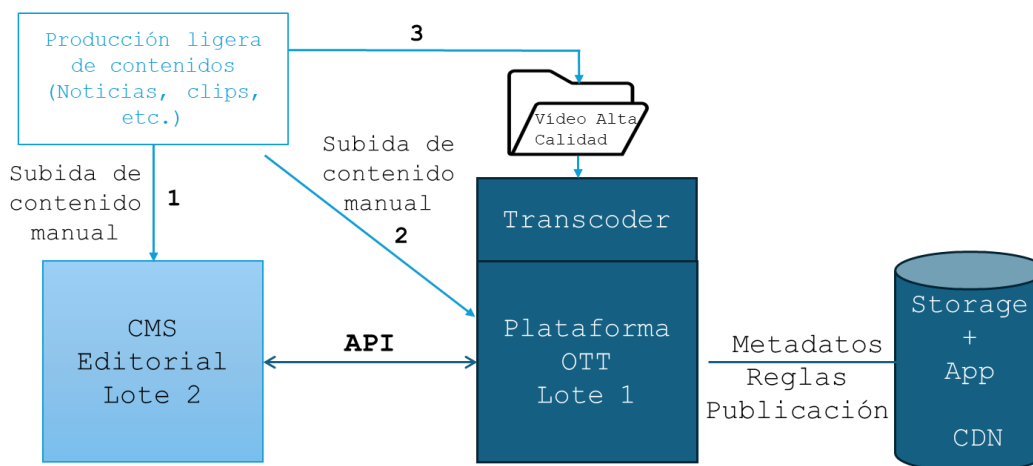 Producción ligera
de contenidos
(Noticias, clips,
etc.)
3
Video Alta
Calidad
Subida de
contenido
manual
1
Subida de
contenido
manual
2
Transcoder
CMS
Editorial
Lote 2
API
Plataforma
OTT
Lote 1
Metadatos
Reglas
Publicación
Storage
+
App
CDN